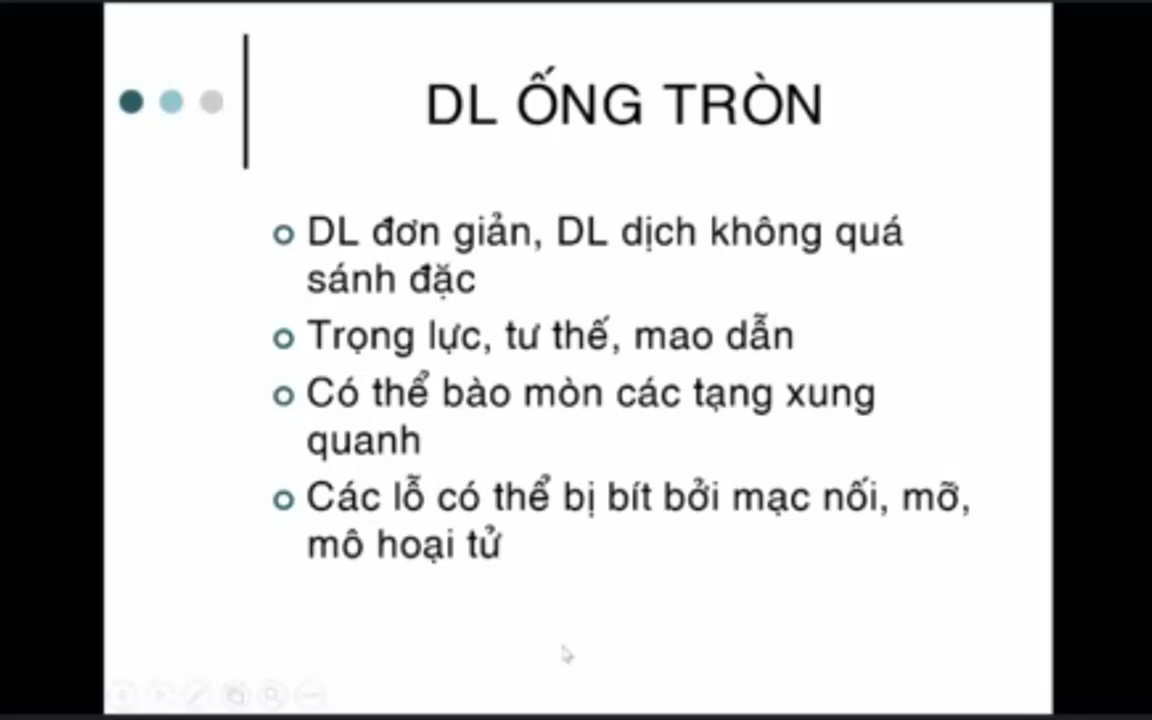 DL ỐNG TRÒN
DL đơn giản, DL dịch không quá
sánh đặc
Trọng lực, tư thế, mao dẫn
Có thể bào mòn các tạng xung
quanh
Các lỗ có thể bị bít bởi mạc nối, mỡ,
mô hoại tử